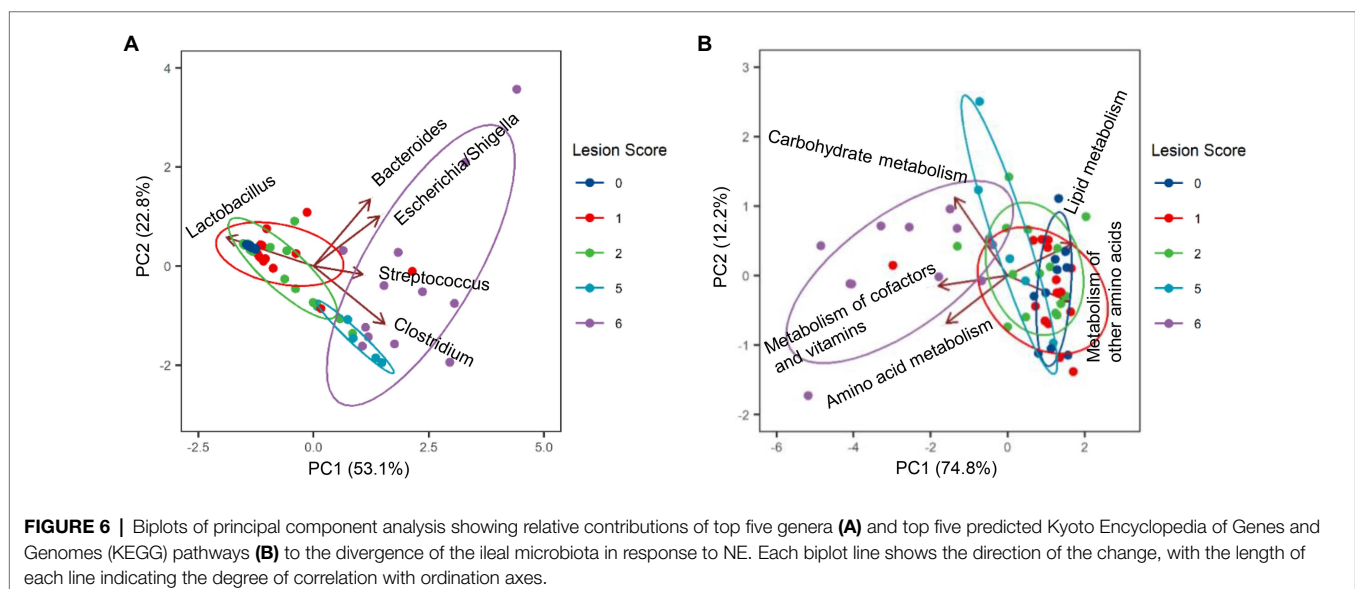 A
B
4
2
0
-2
-2.5
0.0
2.5
5.0
PC2 (22.8%)
PC1 (53.1%)
Lactobacillus
Bacteroides
Escherichia/Shigella
Streptococcus
Clostridium
Lesion Score
0
1
2
5
6
3
2
1
0
-1
-2
-6
-4
-2
0
2
PC2 (12.2%)
PC1 (74.8%)
Carbohydrate metabolism
Lipid metabolism
Metabolism of cofactors
and vitamins
Amino acid metabolism
Metabolism of
other amino acids
Lesion Score
0
1
2
5
6
FIGURE 6 | Biplots of principal component analysis showing relative contributions of top five genera (A) and top five predicted Kyoto Encyclopedia of Genes and
Genomes (KEGG) pathways (B) to the divergence of the ileal microbiota in response to NE. Each biplot line shows the direction of the change, with the length of
each line indicating the degree of correlation with ordination axes.